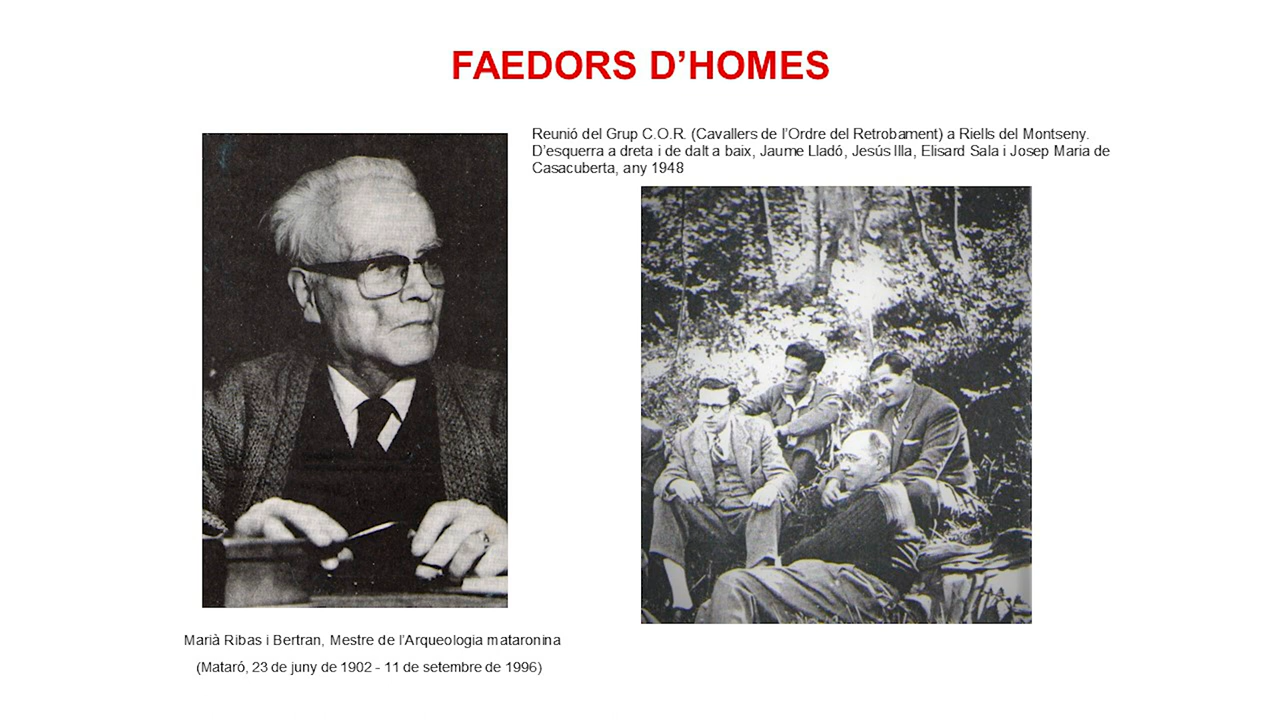 FAEDORS D’HOMES
Reunió del Grup C.O.R. (Cavallers de l’Ordre del Retrobament) a Riells del Montseny.
D’esquerra a dreta i de dalt a baix, Jaume Lladó, Jesús Illa, Elisard Sala i Josep Maria de
Casacuberta, any 1948
Marià Ribas i Bertran, Mestre de l’Arqueologia mataronina
(Mataró, 23 de juny de 1902 - 11 de setembre de 1996)